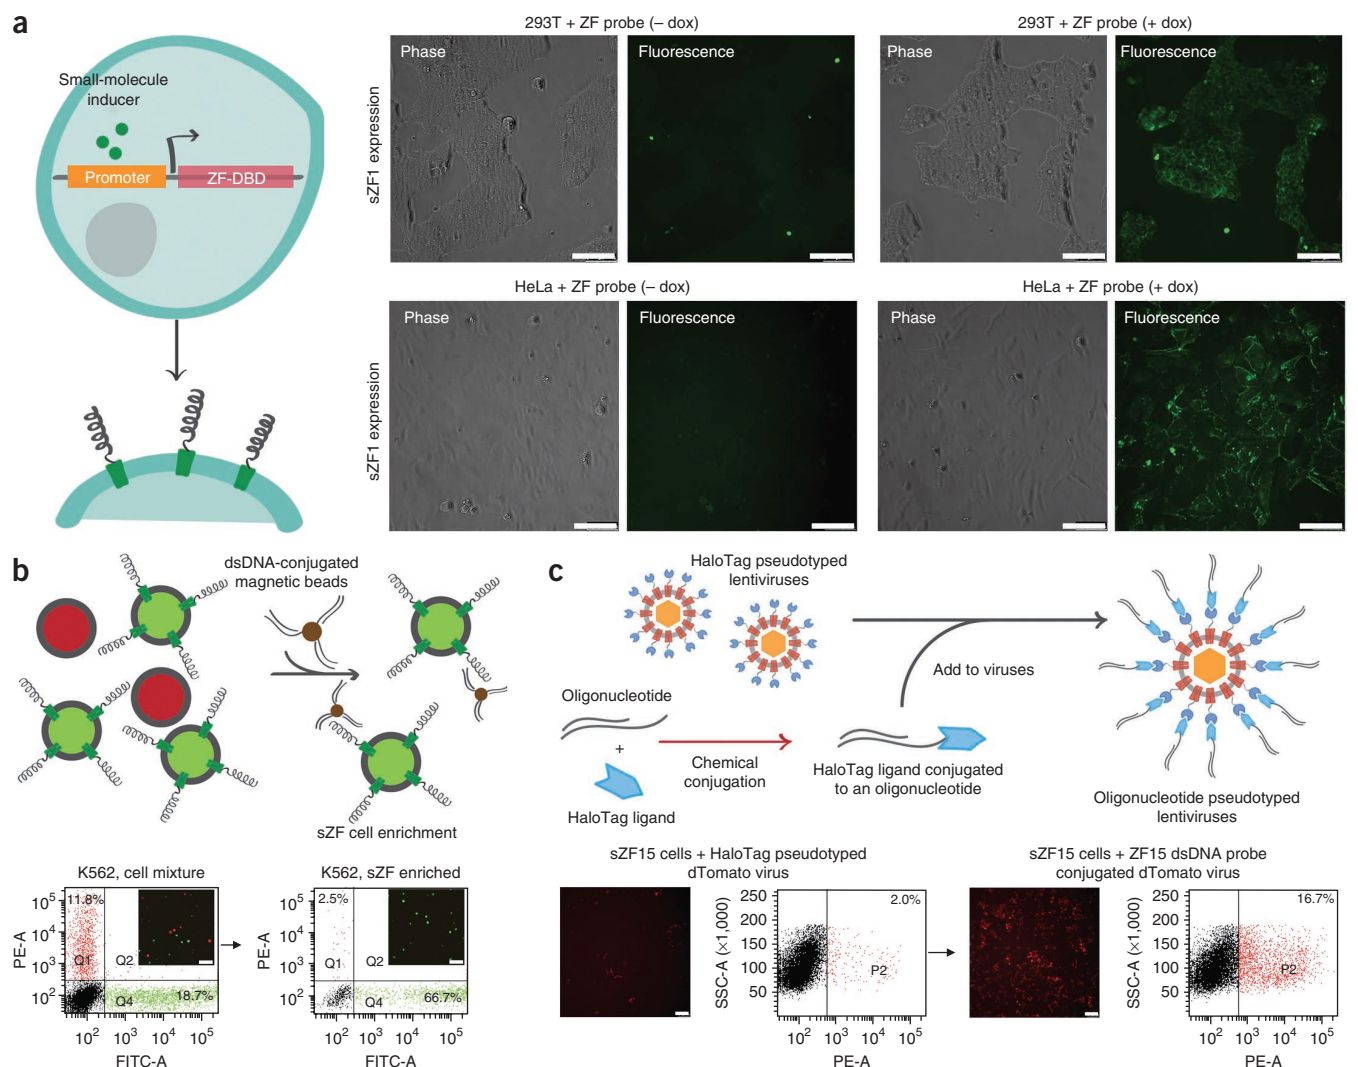 a
Small-molecule
inducer
Promoter
ZF-DBD
293T + ZF probe (– dox)
293T + ZF probe (+ dox)
sZF1 expression
Phase
Fluorescence
Phase
Fluorescence
HeLa + ZF probe (– dox)
HeLa + ZF probe (+ dox)
sZF1 expression
Phase
Fluorescence
Phase
Fluorescence
b
dsDNA-conjugated
magnetic beads
sZF cell enrichment
K562, cell mixture
PE-A
10⁵
10⁴
10³
10²
11.8%
Q1
Q2
Q4
18.7%
10² 10³ 10⁴ 10⁵
FITC-A
K562, sZF enriched
PE-A
10⁵
10⁴
10³
10²
2.5%
Q1
Q2
Q4
66.7%
10² 10³ 10⁴ 10⁵
FITC-A
c
HaloTag pseudotyped
lentiviruses
Oligonucleotide
+
HaloTag ligand
Chemical
conjugation
Add to viruses
HaloTag ligand conjugated
to an oligonucleotide
Oligonucleotide pseudotyped
lentiviruses
sZF15 cells + HaloTag pseudotyped
dTomato virus
SSC-A (×1,000)
250
200
150
100
50
2.0%
P2
10² 10³ 10⁴ 10⁵
PE-A
sZF15 cells + ZF15 dsDNA probe
conjugated dTomato virus
SSC-A (×1,000)
250
200
150
100
50
16.7%
P2
10² 10³ 10⁴ 10⁵
PE-A